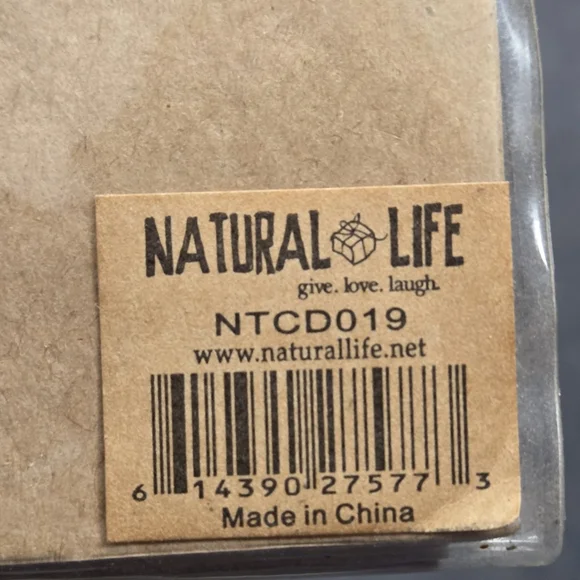 NATURAL LIFE
give. love. laugh.
NTCD019
www.naturallife.net
6 14390 27577 3
Made in China